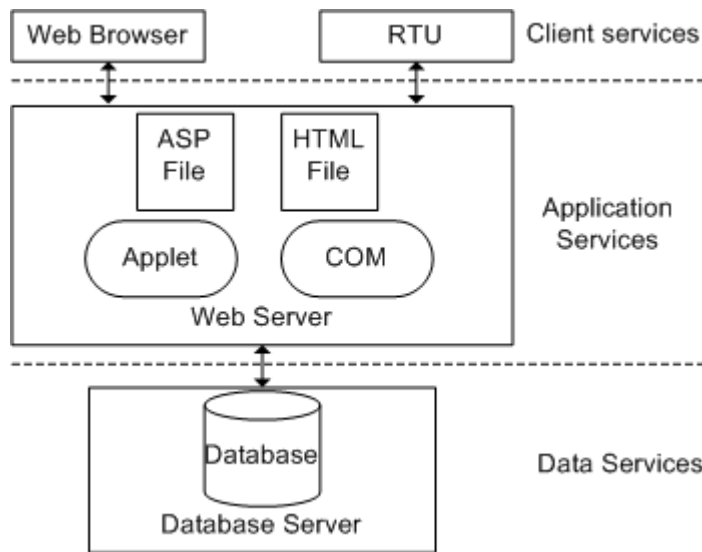 Web Browser
RTU
Client services
ASP
File
HTML
File
Application
Services
Applet
COM
Web Server
Database
Data Services
Database Server